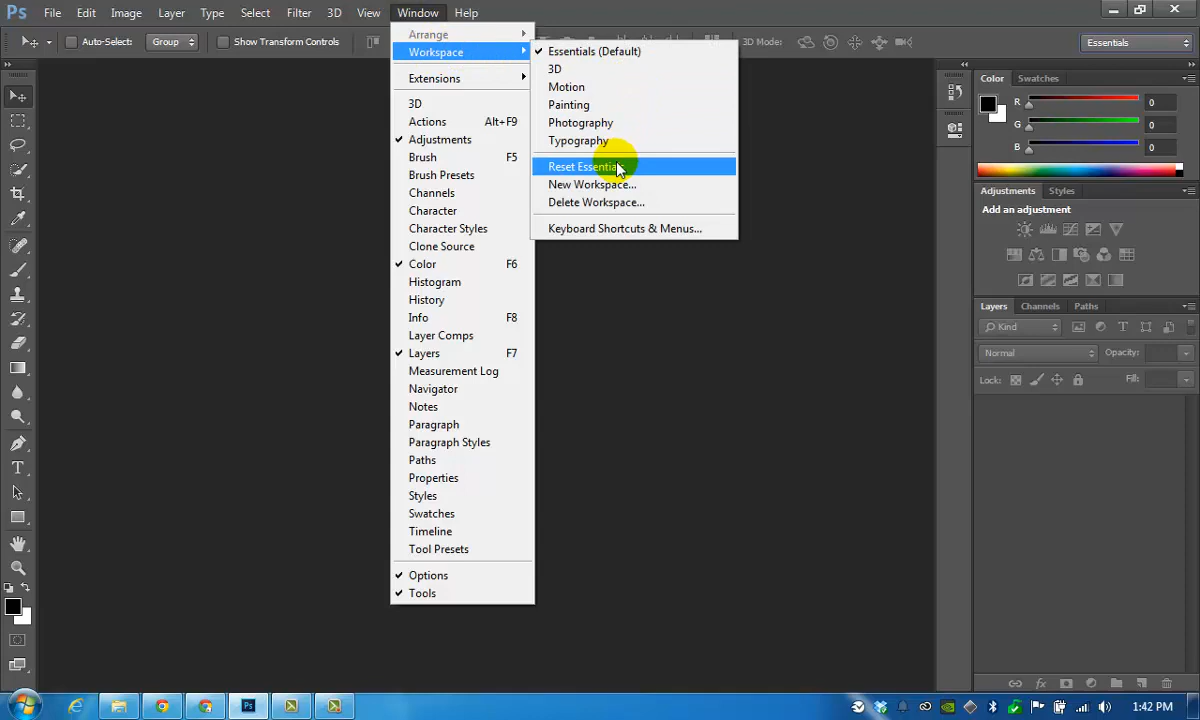 Ps File Edit Image Layer Type Select Filter 3D View Window Help
Auto-Select: Group Show Transform Controls 3D Mode: Essentials
Arrange
Workspace
Extensions
3D
Actions Alt+F9
Adjustments
Brush F5
Brush Presets
Channels
Character
Character Styles
Clone Source
Color F6
Histogram
History
Info F8
Layer Comps
Layers F7
Measurement Log
Navigator
Notes
Paragraph
Paragraph Styles
Paths
Properties
Styles
Swatches
Timeline
Tool Presets
Options
Tools
Essentials (Default)
3D
Motion
Painting
Photography
Typography
Reset Essentials
New Workspace...
Delete Workspace...
Keyboard Shortcuts & Menus...
Color Swatches
R 0
G 0
B 0
Adjustments Styles
Add an adjustment
Layers Channels Paths
Kind
Normal Opacity:
Lock: Fill:
Ps 1:42 PM